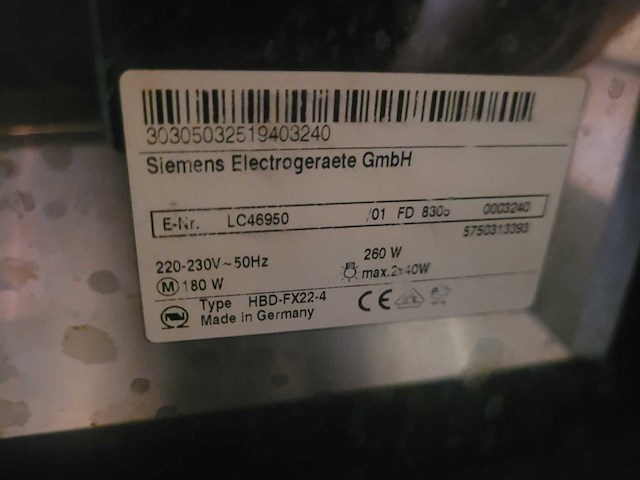 30305032519403240
Siemens Electrogeraete GmbH
E-Nr. LC46950 /01 FD 8305 0003240
5750313393
220-230V~50Hz 260 W
M 180 W max.2x40W
Type HBD-FX22-4 CE
Made in Germany